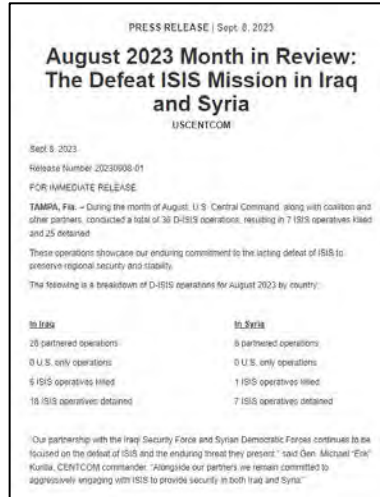 PRESS RELEASE | Sept. 8, 2023
August 2023 Month in Review:
The Defeat ISIS Mission in Iraq
and Syria
USCENTCOM
Sept 8, 2023
Release Number 20230908-01
FOR IMMEDIATE RELEASE
TAMPA, Fla. – During the month of August, U.S. Central Command, along with coalition and
other partners, conducted a total of 36 D-ISIS operations, resulting in 7 ISIS operatives killed
and 25 detained
These operations showcase our enduring commitment to the lasting defeat of ISIS to
preserve regional security and stability.
The following is a breakdown of D-ISIS operations for August 2023 by country:
In Iraq
28 partnered operations
0 U.S. only operations
6 ISIS operatives killed
18 ISIS operatives detained
In Syria
8 partnered operations
0 U.S. only operations
1 ISIS operatives killed
7 ISIS operatives detained
"Our partnership with the Iraqi Security Force and Syrian Democratic Forces continues to be
focused on the defeat of ISIS and the enduring threat they present," said Gen. Michael "Erik"
Kurilla, CENTCOM commander. "Alongside our partners we remain committed to
aggressively engaging with ISIS to provide security in both Iraq and Syria."